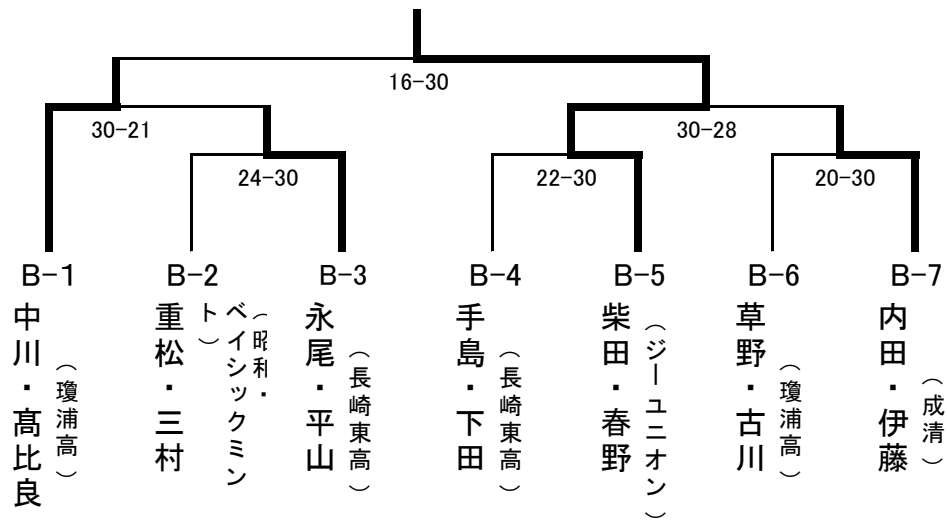 16-30
30-21
30-28
24-30
22-30
20-30
B-1
B-2
B-3
B-4
B-5
B-6
B-7
中川・髙比良
（瓊浦高）
重松・三村
（昭和・
ベイシックミン
ト）
永尾・平山
（長崎東高）
手島・下田
（長崎東高）
柴田・春野
（ジーユニオン）
草野・古川
（瓊浦高）
内田・伊藤
（成清）